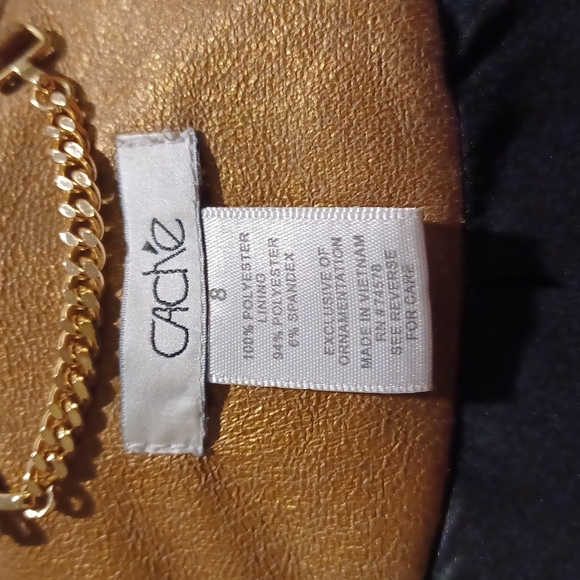 caché
8
100% POLYESTER
LINING
94% POLYESTER
6% SPANDEX
EXCLUSIVE OF
ORNAMENTATION
MADE IN VIETNAM
RN# 74578
SEE REVERSE
FOR CARE